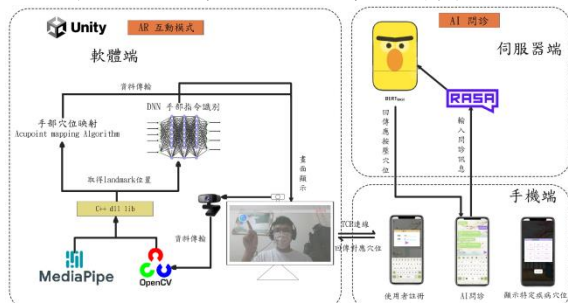 Unity
AR 互動模式
軟體端
資料傳輸
手部穴位映射
Acupoint mapping Algorithm
DNN 手部指令識別
取得landmark位置
C++ dll lib
MediaPipe
OpenCV
資料傳輸
畫面顯示
TCP連線
回傳對應穴位
AI 問診
伺服器端
RASA
回傳應按壓穴位
輸入問診訊息
手機端
使用者註冊
AI問診
顯示特定疾病穴位